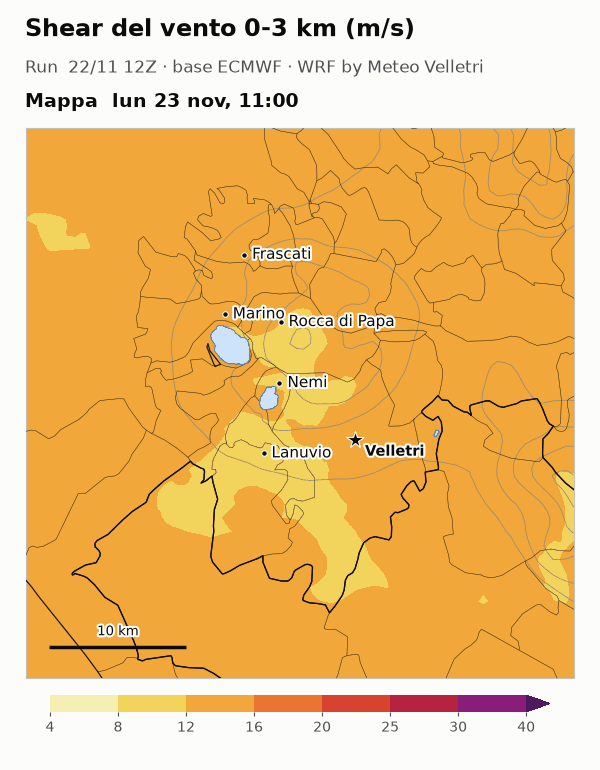 Shear del vento 0-3 km (m/s)
Run  22/11 12Z · base ECMWF · WRF by Meteo Velletri
Mappa  lun 23 nov, 11:00
Frascati
Marino
Rocca di Papa
Nemi
Velletri
Lanuvio
10 km
4 8 12 16 20 25 30 40